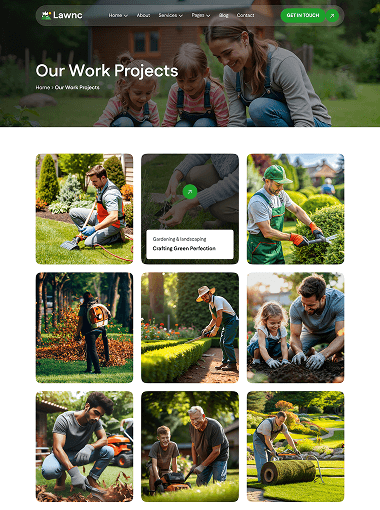 Lawnc
Home About Services Pages Blog Contact
GET IN TOUCH
Our Work Projects
Home > Our Work Projects
Gardening & landscaping
Crafting Green Perfection